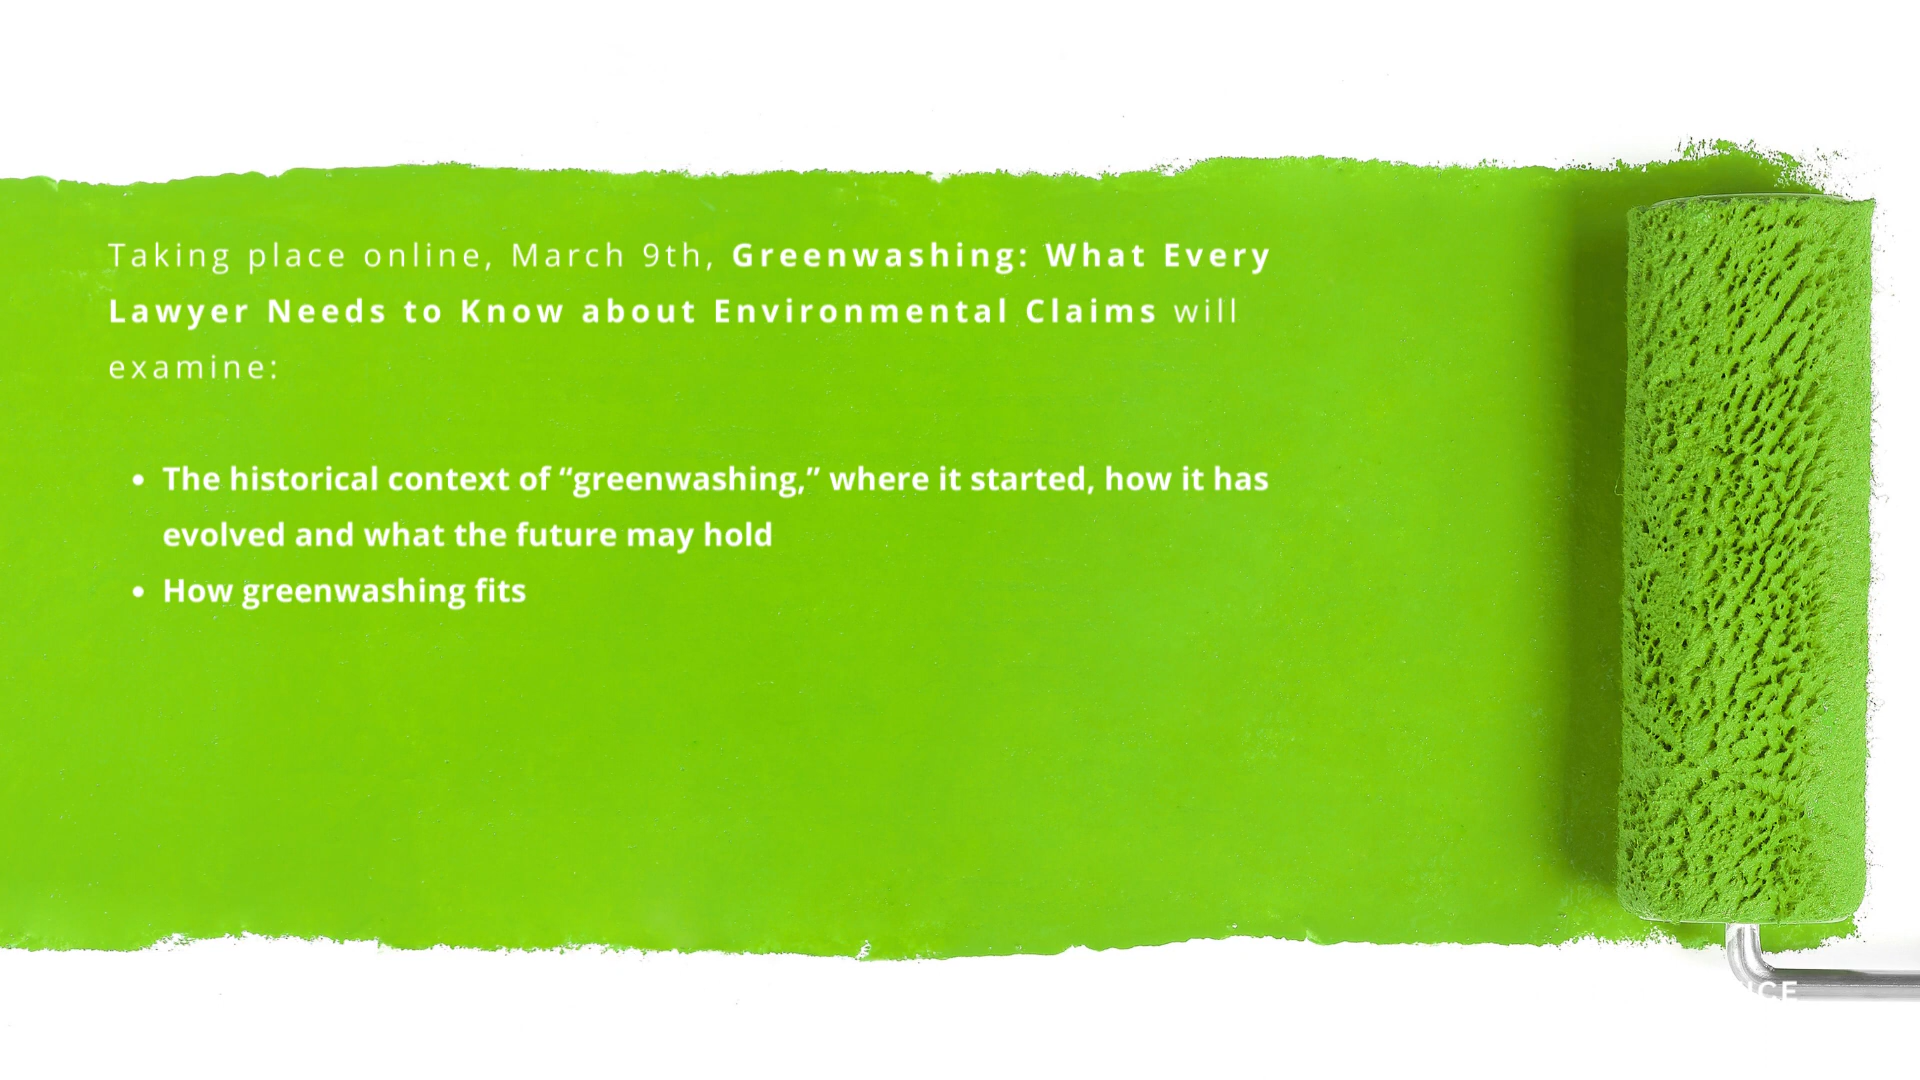 Taking place online, March 9th, Greenwashing: What Every
Lawyer Needs to Know about Environmental Claims will
examine:
• The historical context of “greenwashing,” where it started, how it has
evolved and what the future may hold
• How greenwashing fits